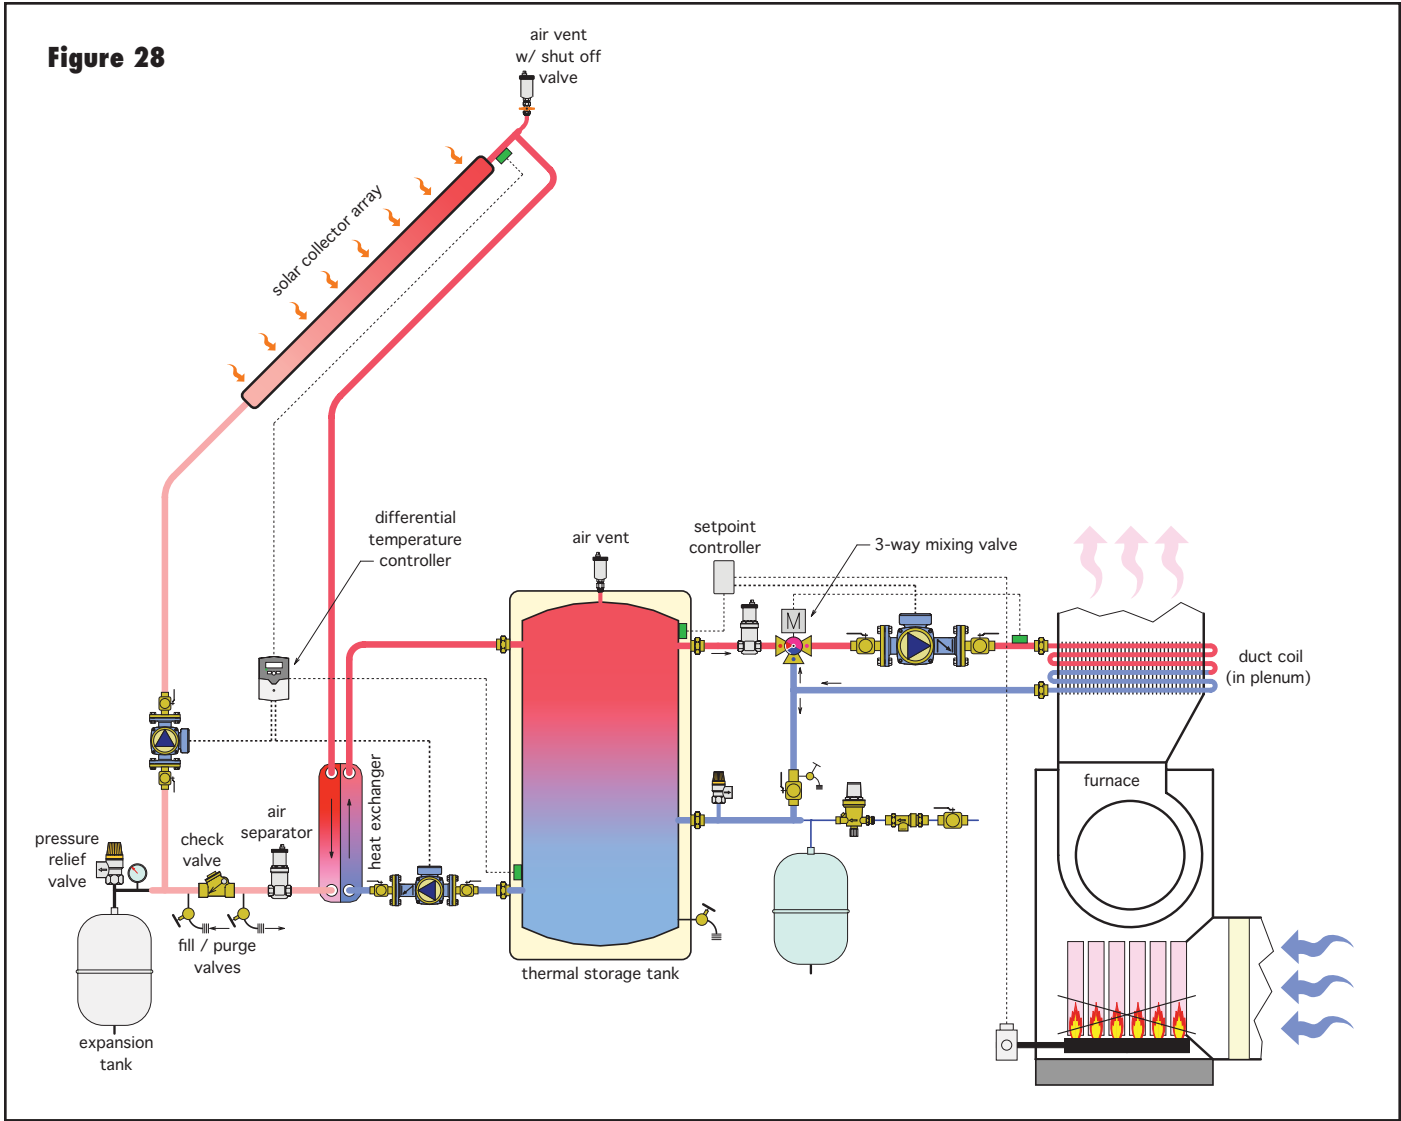 Figure 28
air vent
w/ shut off
valve
solar collector array
differential
temperature
controller
air vent
setpoint
controller
3-way mixing valve
M
duct coil
(in plenum)
furnace
heat exchanger
air
separator
check
valve
pressure
relief
valve
fill / purge
valves
thermal storage tank
expansion
tank